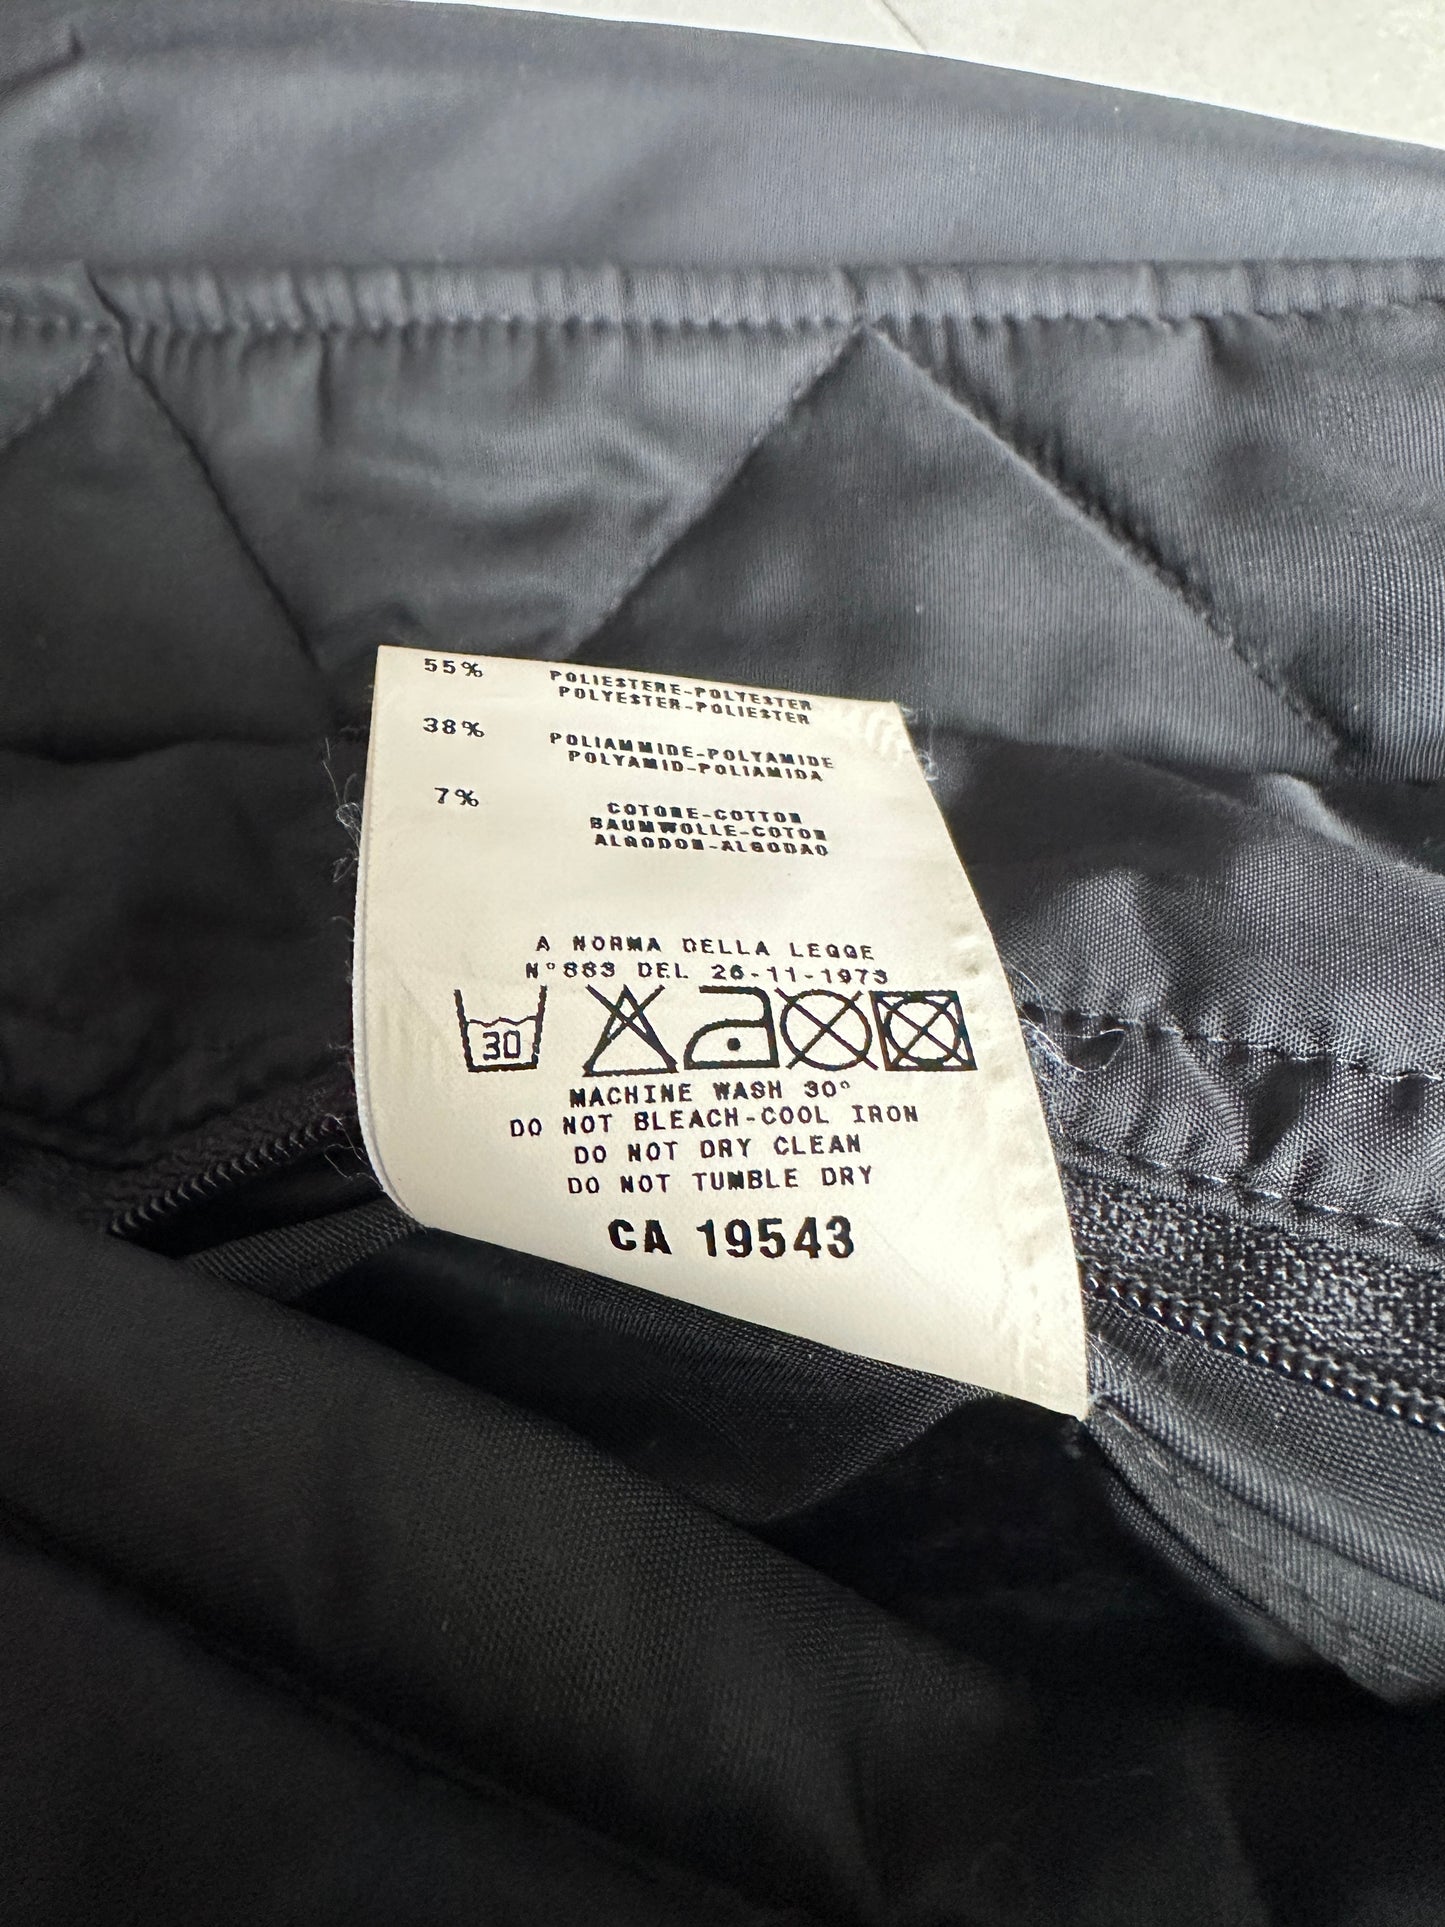 55% POLIESTERE-POLYESTER
POLYESTER-POLIESTER
38% POLIAMMIDE-POLYAMIDE
POLYAMID-POLIAMIDA
7% COTONE-COTTON
BAUMWOLLE-COTON
ALGODON-ALGODAO
A NORMA DELLA LEGGE
N°883 DEL 26-11-1973
30
MACHINE WASH 30°
DO NOT BLEACH-COOL IRON
DO NOT DRY CLEAN
DO NOT TUMBLE DRY
CA 19543